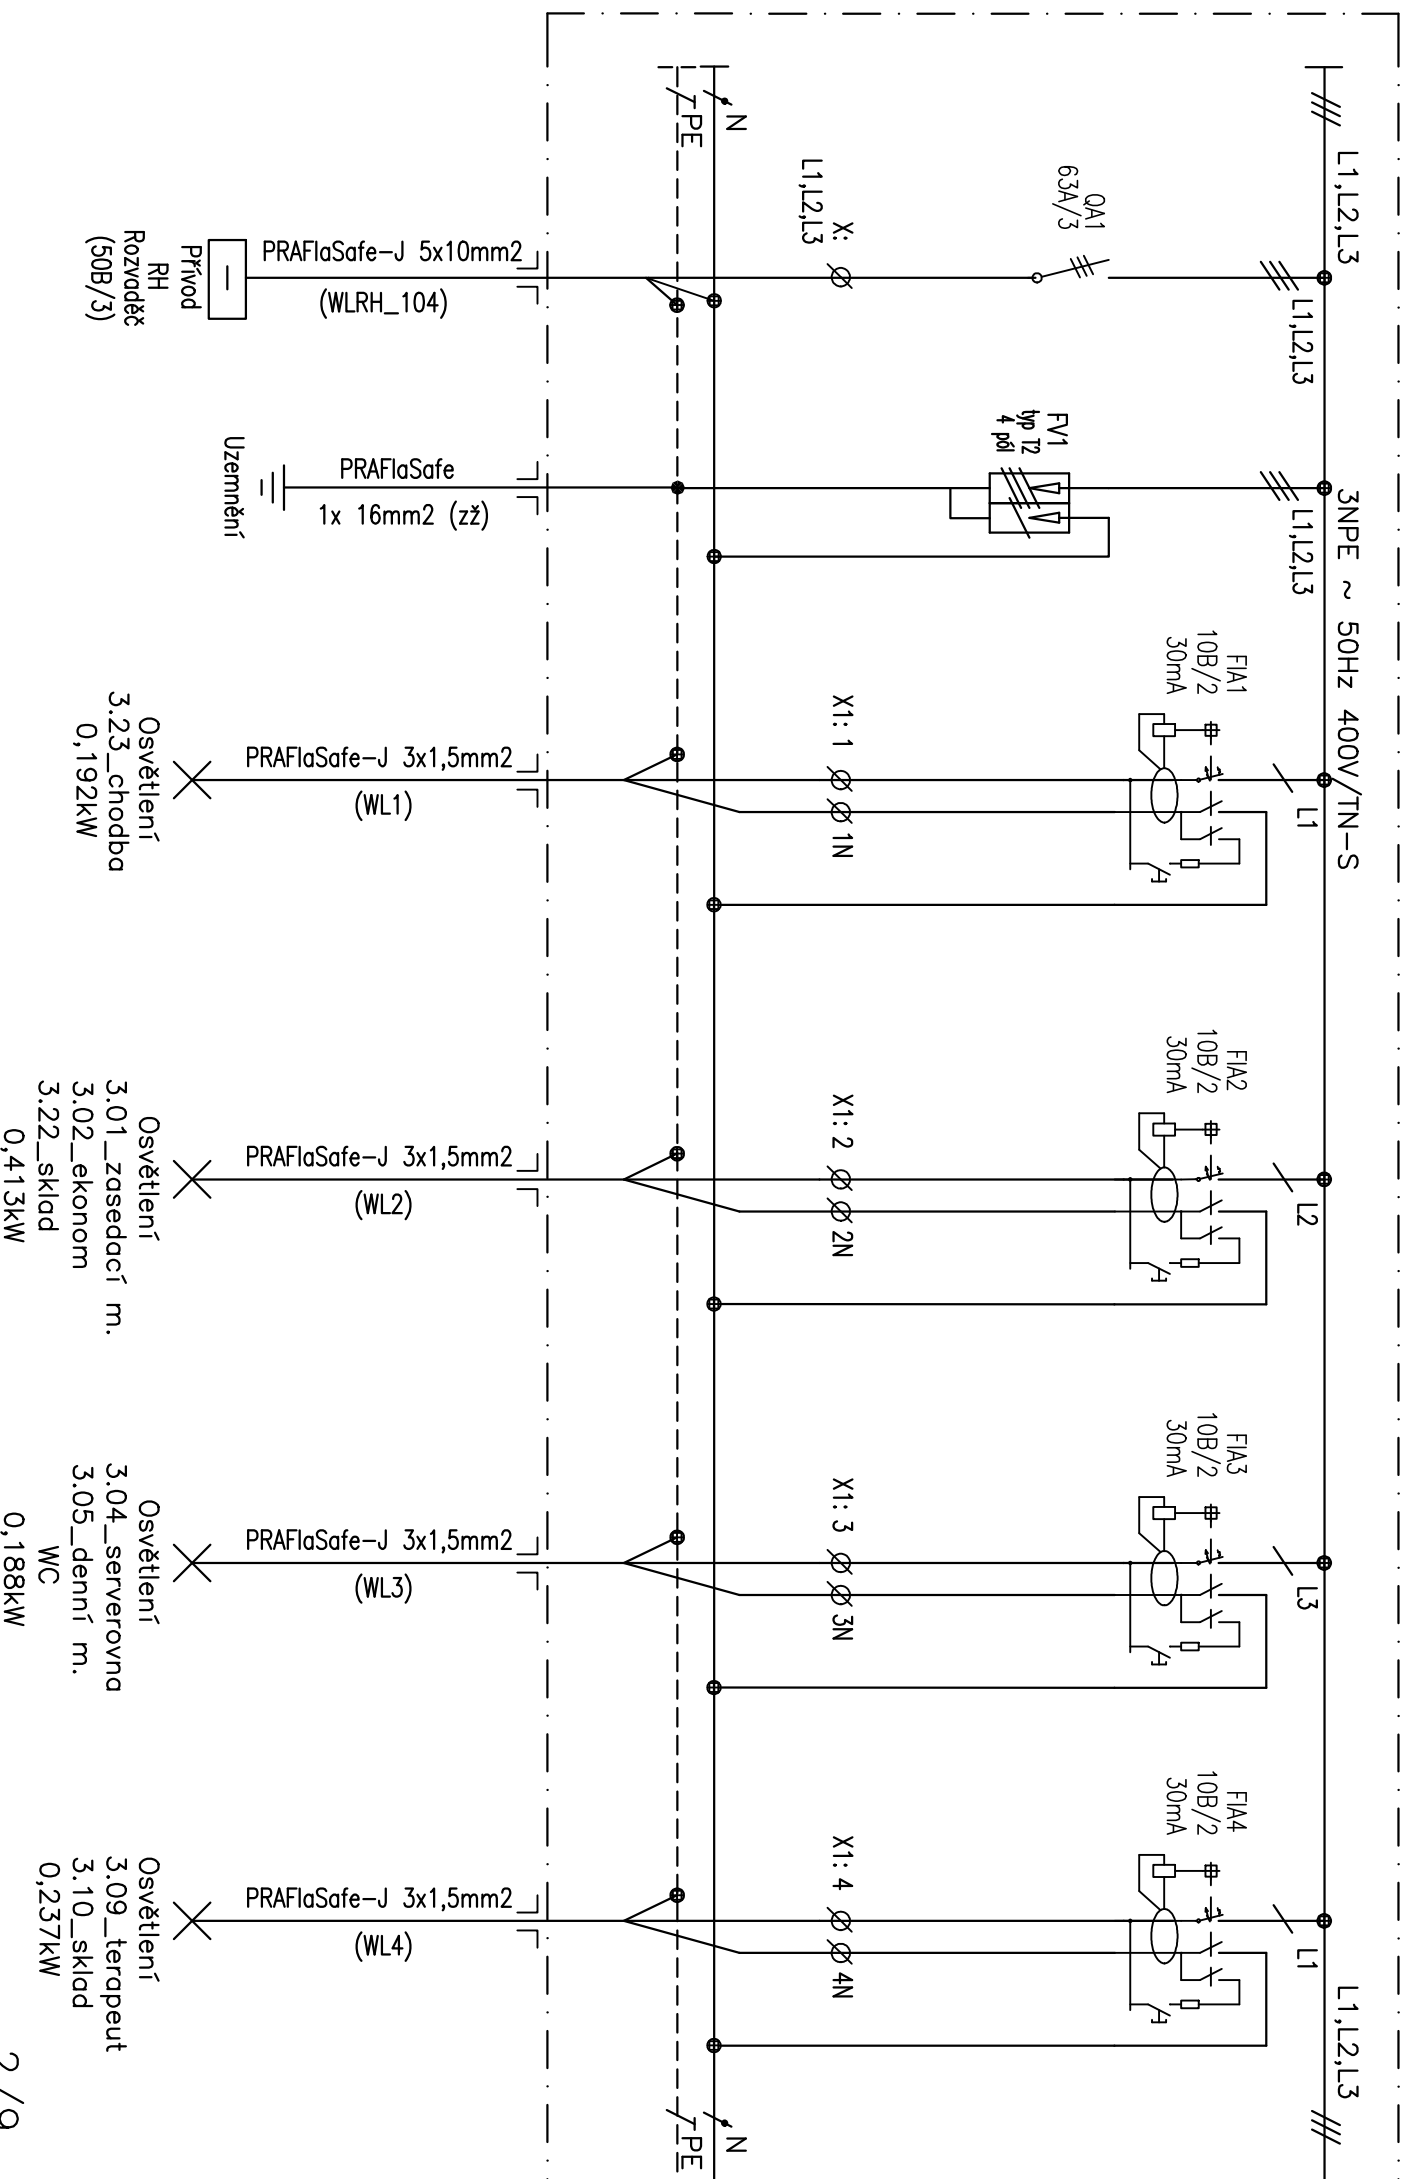 L1,L2,L3
3NPE ~ 50Hz 400V/TN-S
L1,L2,L3
L1,L2,L3
QA1
63A/3
X:
L1,L2,L3
N
PE
PRAFlaSafe-J 5x10mm2
(WLRH_104)
Přívod
RH
Rozvaděč
(50B/3)
L1,L2,L3
FV1
typ T2
4 pól
PRAFlaSafe
1x 16mm2 (zž)
Uzemnění
L1
FIA1
10B/2
30mA
X1: 1
1N
PRAFlaSafe-J 3x1,5mm2
(WL1)
Osvětlení
3.23_chodba
0,192kW
L2
FIA2
10B/2
30mA
X1: 2
2N
PRAFlaSafe-J 3x1,5mm2
(WL2)
Osvětlení
3.01_zasedací m.
3.02_ekonom
3.22_sklad
0,413kW
L3
FIA3
10B/2
30mA
X1: 3
3N
PRAFlaSafe-J 3x1,5mm2
(WL3)
Osvětlení
3.04_serverovna
3.05_denní m.
WC
0,188kW
L1
FIA4
10B/2
30mA
X1: 4
4N
PRAFlaSafe-J 3x1,5mm2
(WL4)
Osvětlení
3.09_terapeut
3.10_sklad
0,237kW
N
PE
2/9